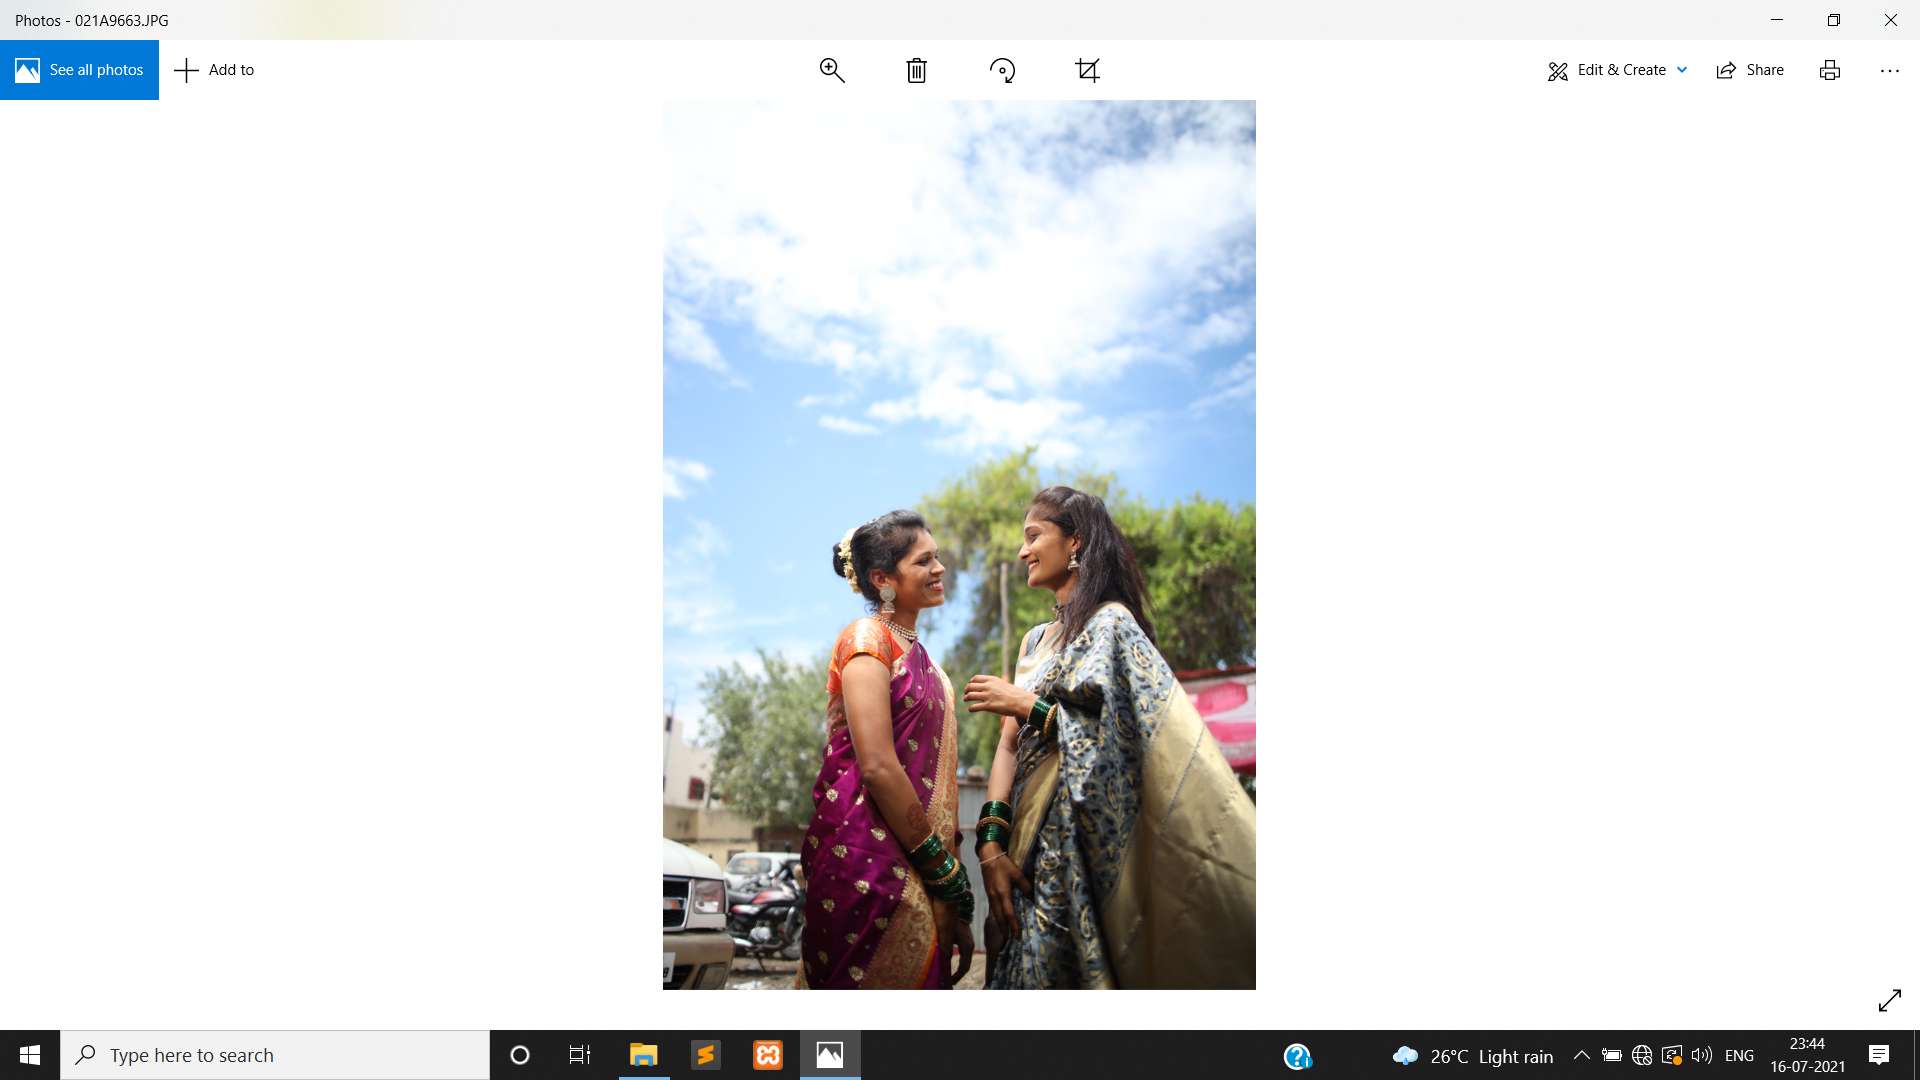 Photos - 021A9663.JPG
See all photos
Add to
Edit & Create
Share
Type here to search
26°C Light rain
ENG
23:44
16-07-2021